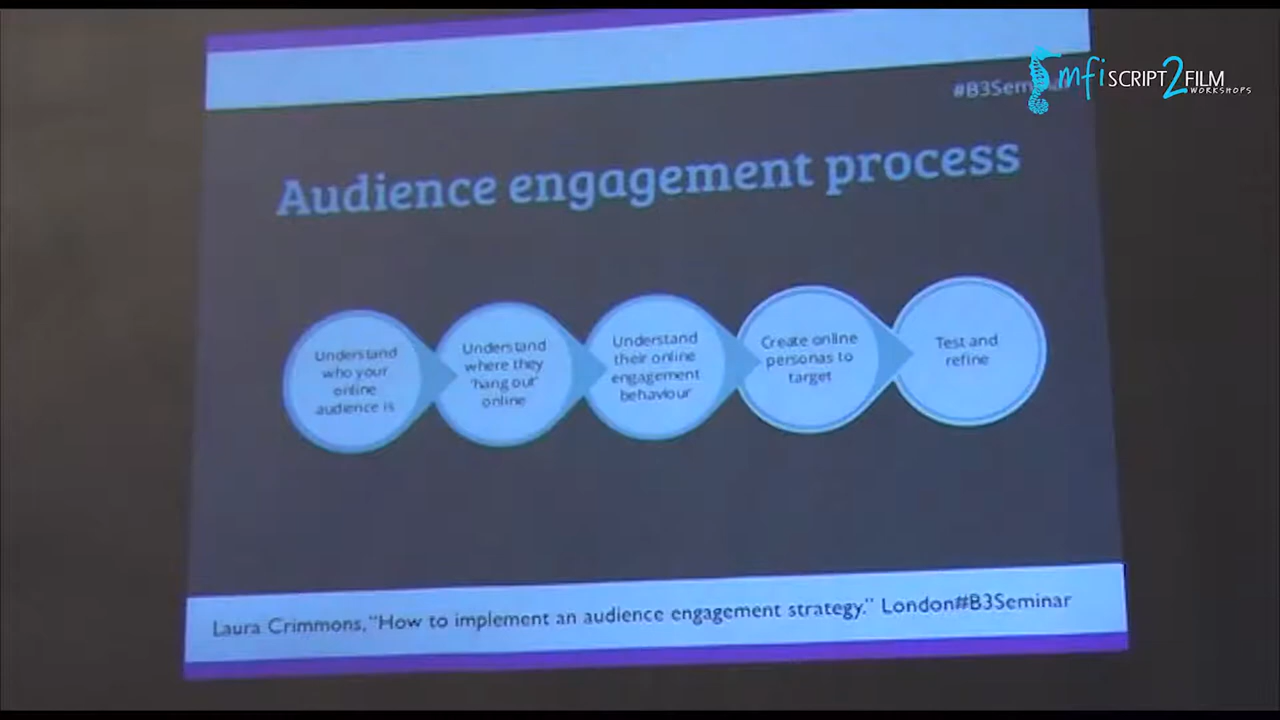 mfi SCRIPT2FILM
WORKSHOPS
#B3Sem
Audience engagement process
Understand
who your
online
audience is
Understand
where they
'hang out'
online
Understand
their online
engagement
behaviour
Create online
personas to
target
Test and
refine
Laura Crimmons, “How to implement an audience engagement strategy.” London#B3Seminar